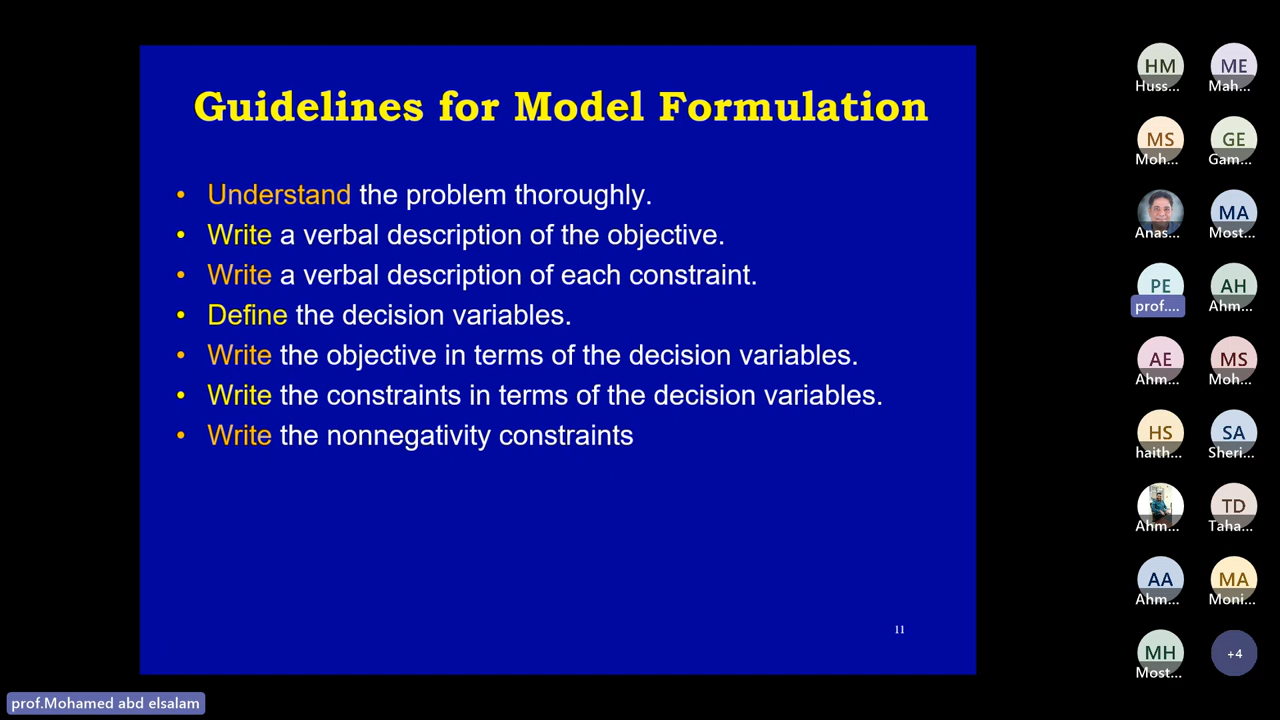 Guidelines for Model Formulation
• Understand the problem thoroughly.
• Write a verbal description of the objective.
• Write a verbal description of each constraint.
• Define the decision variables.
• Write the objective in terms of the decision variables.
• Write the constraints in terms of the decision variables.
• Write the nonnegativity constraints
11
HM
Huss...
ME
Mah...
MS
Moh...
GE
Gam...
Anas...
MA
Most...
PE
prof....
AH
Ahm...
AE
Ahm...
MS
Moh...
HS
haith...
SA
Sheri...
Ahm...
TD
Taha...
AA
Ahm...
MA
Moni...
MH
Most...
+4
prof.Mohamed abd elsalam